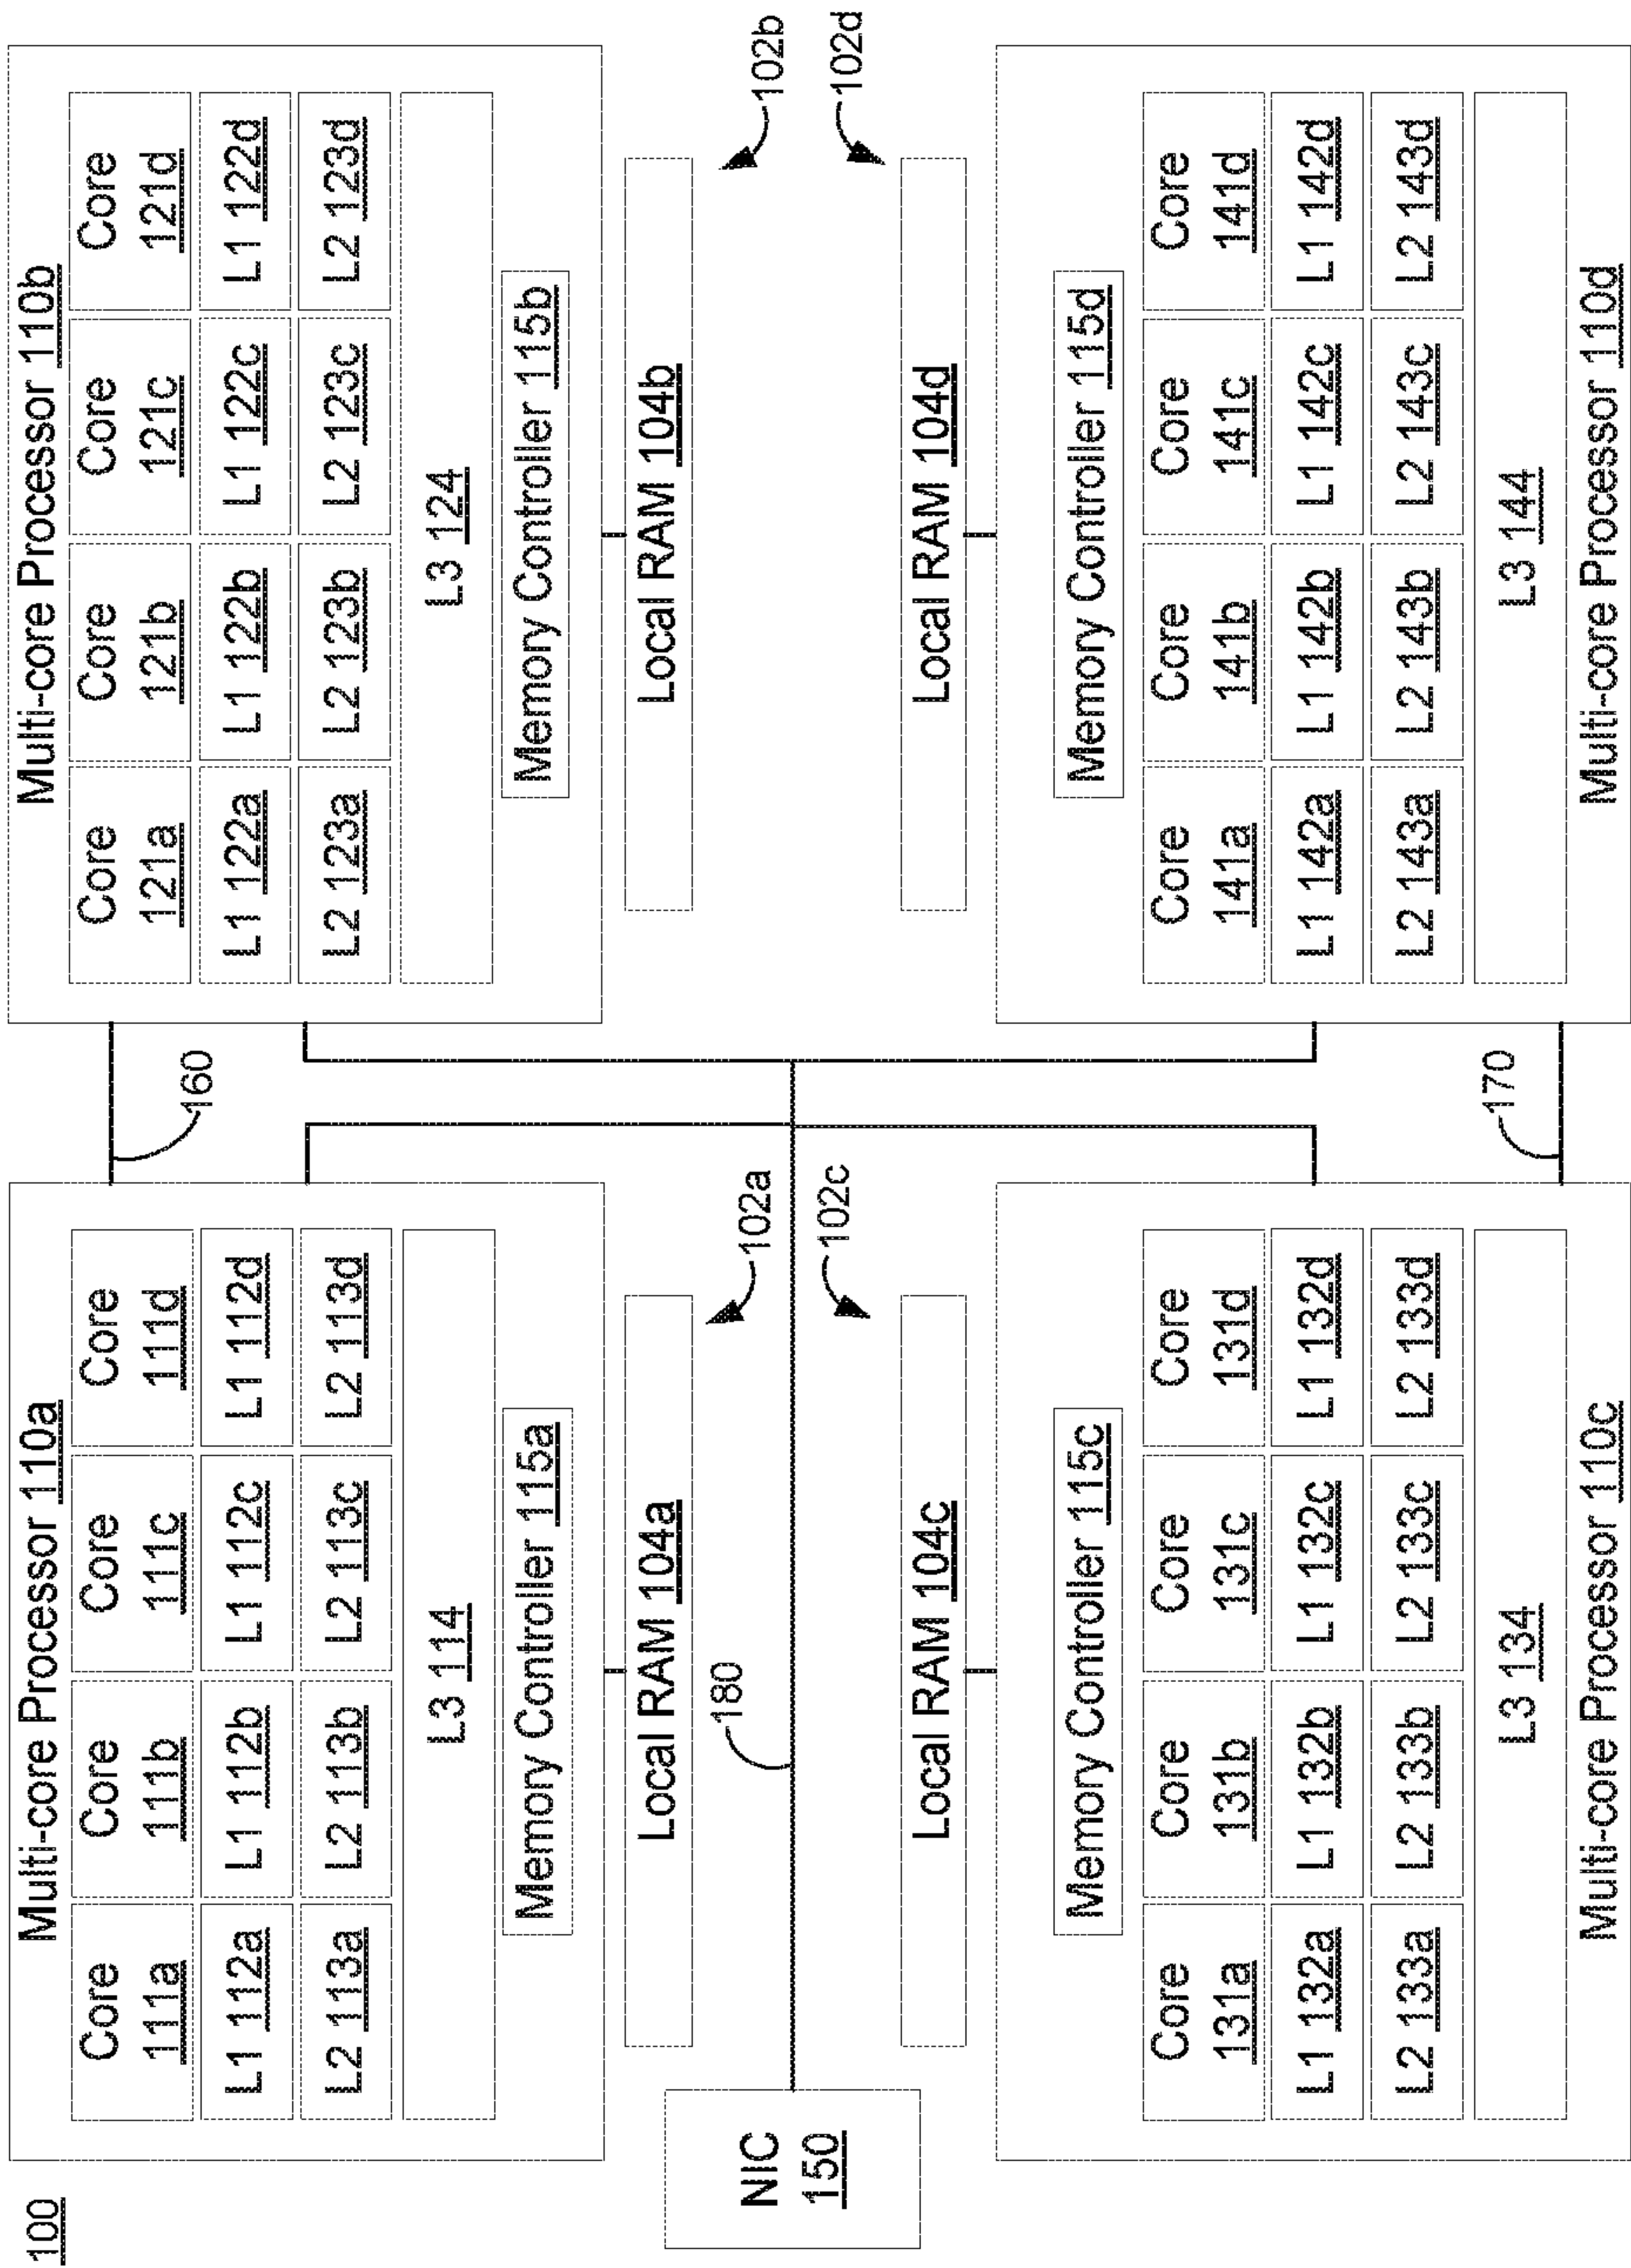 100
Multi-core Processor 110a
Core 111a
Core 111b
Core 111c
Core 111d
L1 112a
L1 112b
L1 112c
L1 112d
L2 113a
L2 113b
L2 113c
L2 113d
L3 114
Memory Controller 115a
Local RAM 104a
102a
160
Multi-core Processor 110b
Core 121a
Core 121b
Core 121c
Core 121d
L1 122a
L1 122b
L1 122c
L1 122d
L2 123a
L2 123b
L2 123c
L2 123d
L3 124
Memory Controller 115b
Local RAM 104b
102b
NIC
150
180
102c
Local RAM 104c
Memory Controller 115c
Core 131a
Core 131b
Core 131c
Core 131d
L1 132a
L1 132b
L1 132c
L1 132d
L2 133a
L2 133b
L2 133c
L2 133d
L3 134
Multi-core Processor 110c
170
102d
Local RAM 104d
Memory Controller 115d
Core 141a
Core 141b
Core 141c
Core 141d
L1 142a
L1 142b
L1 142c
L1 142d
L2 143a
L2 143b
L2 143c
L2 143d
L3 144
Multi-core Processor 110d